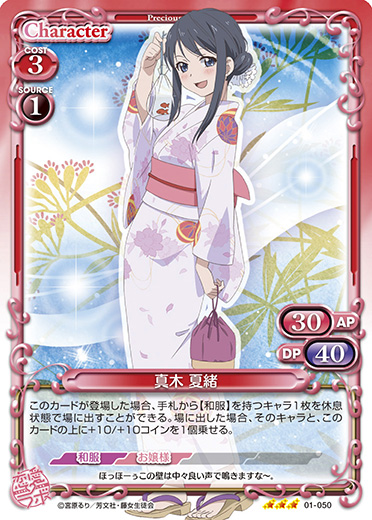 Precious
Character
COST
3
SOURCE
1
30 AP
DP 40
真木 夏緒
このカードが登場した場合、手札から【和服】を持つキャラ1枚を休息
状態で場に出すことができる。場に出した場合、そのキャラと、この
カードの上に+10/+10コインを1個乗せる。
和服 お嬢様
ほっほーぅこの壁は中々良い声で鳴きますな～。
恋愛ラボ
©宮原るり/芳文社・藤女生徒会
★★★ 01-050